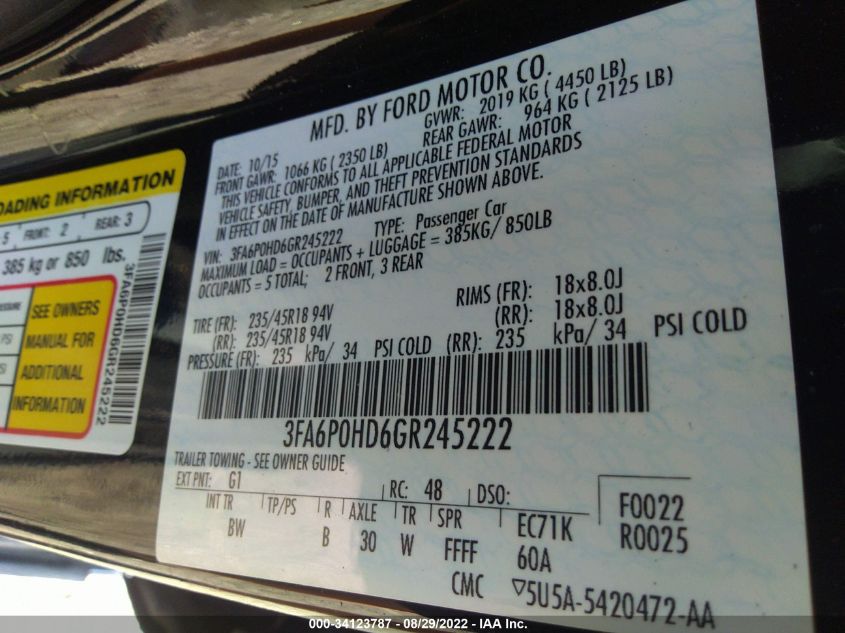 MFD. BY FORD MOTOR CO.
DATE: 10/15 GVWR: 2019 KG ( 4450 LB)
FRONT GAWR: 1066 KG ( 2350 LB) REAR GAWR: 964 KG ( 2125 LB)
THIS VEHICLE CONFORMS TO ALL APPLICABLE FEDERAL MOTOR
VEHICLE SAFETY, BUMPER, AND THEFT PREVENTION STANDARDS
IN EFFECT ON THE DATE OF MANUFACTURE SHOWN ABOVE.
VIN: 3FA6P0HD6GR245222 TYPE: Passenger Car
MAXIMUM LOAD = OCCUPANTS + LUGGAGE = 385KG/ 850LB
OCCUPANTS = 5 TOTAL; 2 FRONT, 3 REAR
TIRE (FR): 235/45R18 94V RIMS (FR): 18x8.0J
(RR): 235/45R18 94V (RR): 18x8.0J
PRESSURE (FR): 235 kPa/ 34 PSI COLD (RR): 235 kPa/ 34 PSI COLD
3FA6P0HD6GR245222
TRAILER TOWING - SEE OWNER GUIDE
EXT PNT: G1 RC: 48 DSO: F0022
R0025
INT TR TP/PS R AXLE TR SPR EC71K
BW B 30 W FFFF 60A
CMC 5U5A-5420472-AA
ADING INFORMATION
5 FRONT: 2 REAR: 3
385 kg or 850 lbs.
SEE OWNERS
MANUAL FOR
ADDITIONAL
INFORMATION
3FA6P0HD6GR245222
000-34123787 - 08/29/2022 - IAA Inc.
Copyright © 2022 IAA Inc.